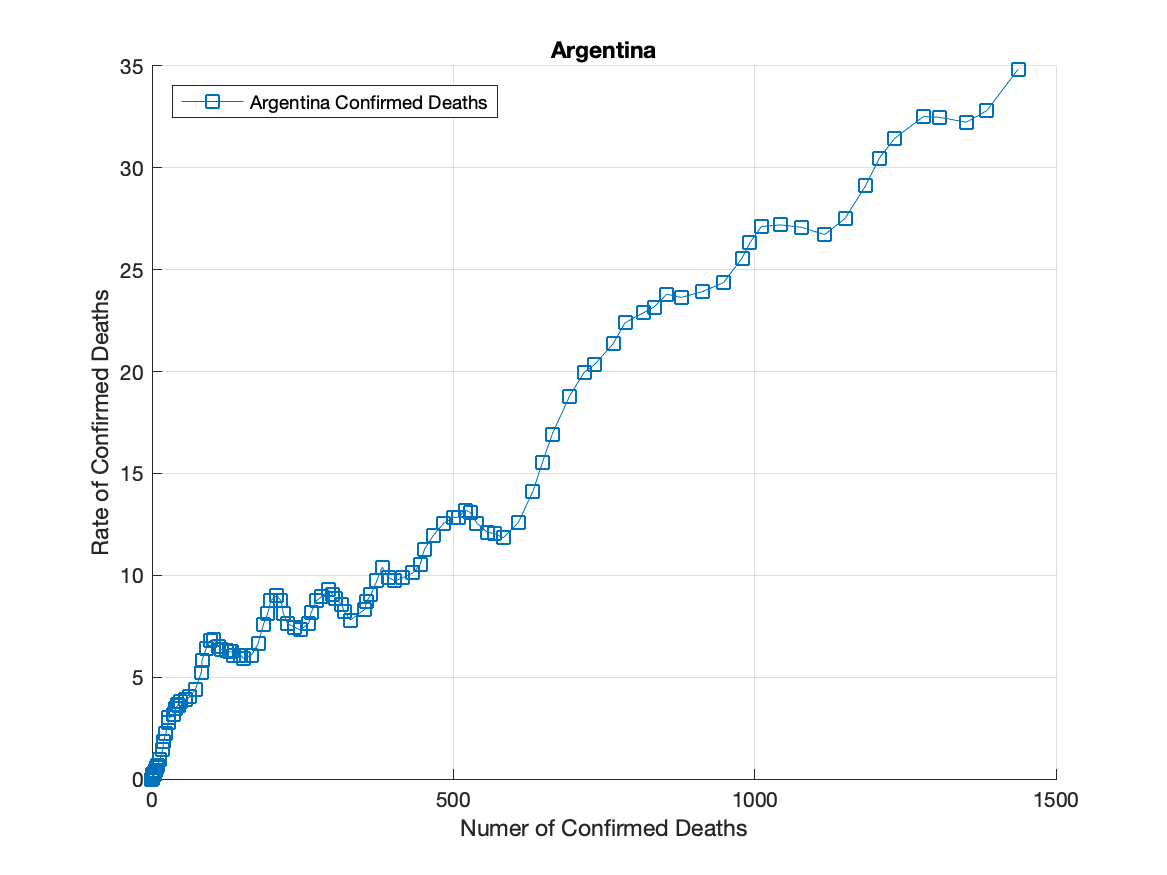 Argentina
Argentina Confirmed Deaths
Rate of Confirmed Deaths
35
30
25
20
15
10
5
0
0 500 1000 1500
Numer of Confirmed Deaths